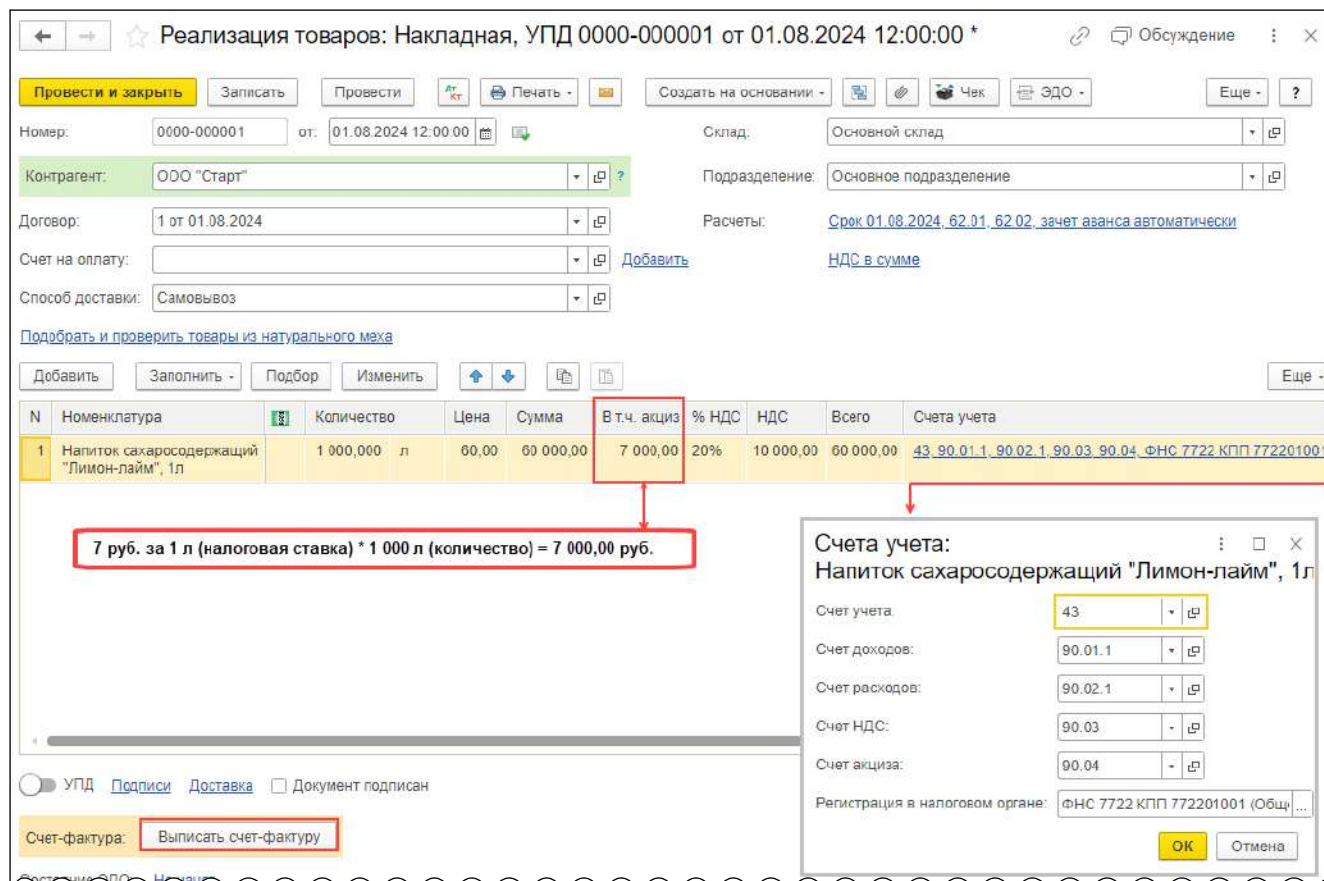 Реализация товаров: Накладная, УПД 0000-000001 от 01.08.2024 12:00:00 *
Обсуждение
Провести и закрыть Записать Провести Дт Кт Печать Создать на основании Чек ЭДО Еще ?
Номер: 0000-000001 от: 01.08.2024 12:00:00 Склад: Основной склад
Контрагент: ООО "Старт" ? Подразделение: Основное подразделение
Договор: 1 от 01.08.2024 Расчеты: Срок 01.08.2024, 62.01, 62.02, зачет аванса автоматически
Счет на оплату: Добавить НДС в сумме
Способ доставки: Самовывоз
Подобрать и проверить товары из натурального меха
Добавить Заполнить Подбор Изменить Еще
N Номенклатура Количество Цена Сумма В т.ч. акциз % НДС НДС Всего Счета учета
1 Напиток сахаросодержащий 1 000,000 л 60,00 60 000,00 7 000,00 20% 10 000,00 60 000,00 43, 90.01.1, 90.02.1, 90.03, 90.04, ФНС 7722 КПП 772201001
"Лимон-лайм", 1л
7 руб. за 1 л (налоговая ставка) * 1 000 л (количество) = 7 000,00 руб.
Счета учета:
Напиток сахаросодержащий "Лимон-лайм", 1л
Счет учета: 43
Счет доходов: 90.01.1
Счет расходов: 90.02.1
Счет НДС: 90.03
Счет акциза: 90.04
Регистрация в налоговом органе: ФНС 7722 КПП 772201001 (Общ ...
ОК Отмена
УПД Подписи Доставка Документ подписан
Счет-фактура: Выписать счет-фактуру